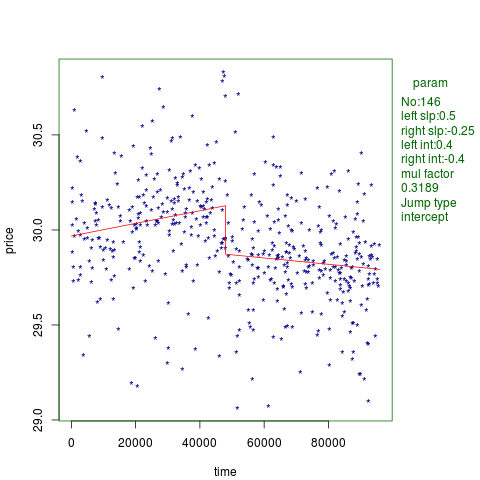 param
No:146
left slp:0.5
right slp:-0.25
left int:0.4
right int:-0.4
mul factor
0.3189
Jump type
intercept
price
30.5
30.0
29.5
29.0
0 20000 40000 60000 80000
time